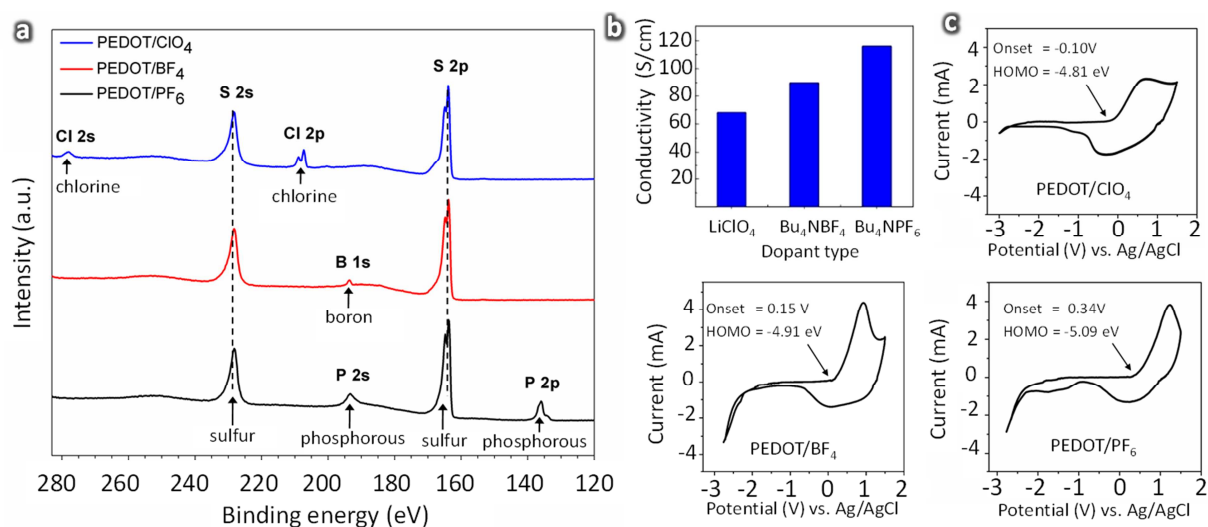 a
PEDOT/ClO4
PEDOT/BF4
PEDOT/PF6
Cl 2s
S 2s
Cl 2p
S 2p
chlorine
chlorine
B 1s
boron
P 2s
P 2p
sulfur
phosphorous
sulfur
phosphorous
Intensity (a.u.)
280 260 240 220 200 180 160 140 120
Binding energy (eV)
b
Conductivity (S/cm)
120
100
80
60
40
20
LiClO4 Bu4NBF4 Bu4NPF6
Dopant type
c
Onset = -0.10V
HOMO = -4.81 eV
Current (mA)
4
2
0
-2
-4
PEDOT/ClO4
-3 -2 -1 0 1 2
Potential (V) vs. Ag/AgCl
Onset = 0.15 V
HOMO = -4.91 eV
Current (mA)
4
2
0
-2
-4
PEDOT/BF4
-3 -2 -1 0 1 2
Potential (V) vs. Ag/AgCl
Onset = 0.34V
HOMO = -5.09 eV
Current (mA)
4
2
0
-2
-4
PEDOT/PF6
-3 -2 -1 0 1 2
Potential (V) vs. Ag/AgCl